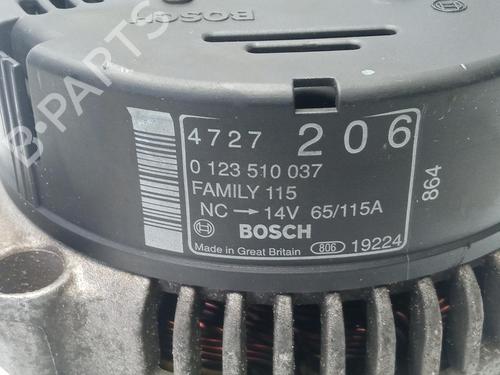 BOSCH
B-PARTS
4727 206
0 123 510 037
FAMILY 115
NC → 14V 65/115A
BOSCH
Made in Great Britain 806 19224
864